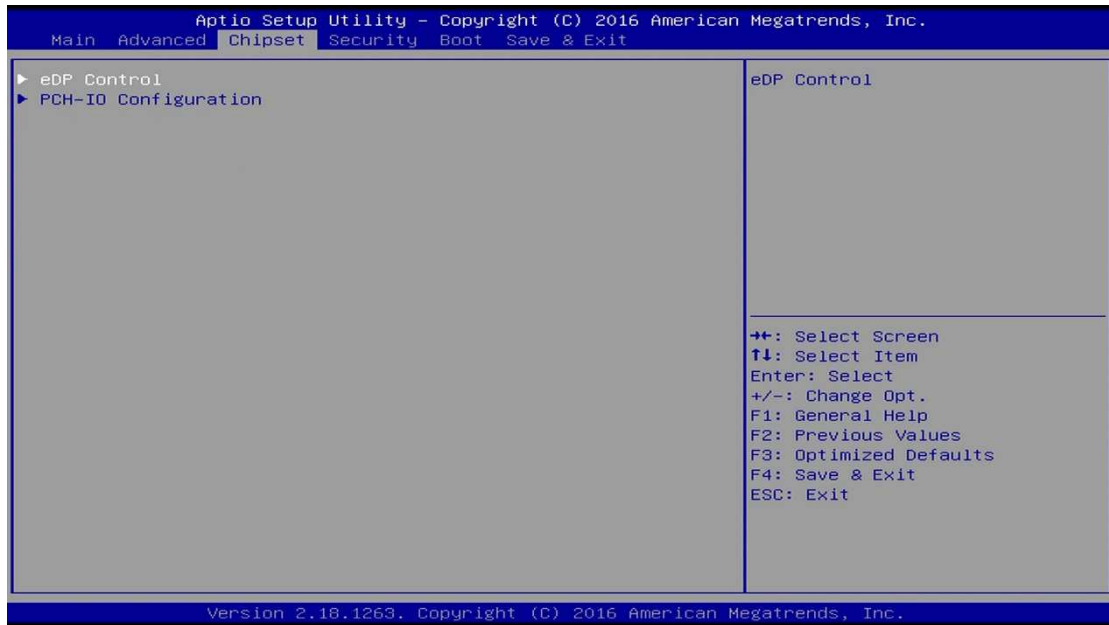 Aptio Setup Utility – Copyright (C) 2016 American Megatrends, Inc.
Main Advanced Chipset Security Boot Save & Exit
► eDP Control
► PCH-IO Configuration
eDP Control
→←: Select Screen
↑↓: Select Item
Enter: Select
+/-: Change Opt.
F1: General Help
F2: Previous Values
F3: Optimized Defaults
F4: Save & Exit
ESC: Exit
Version 2.18.1263. Copyright (C) 2016 American Megatrends, Inc.